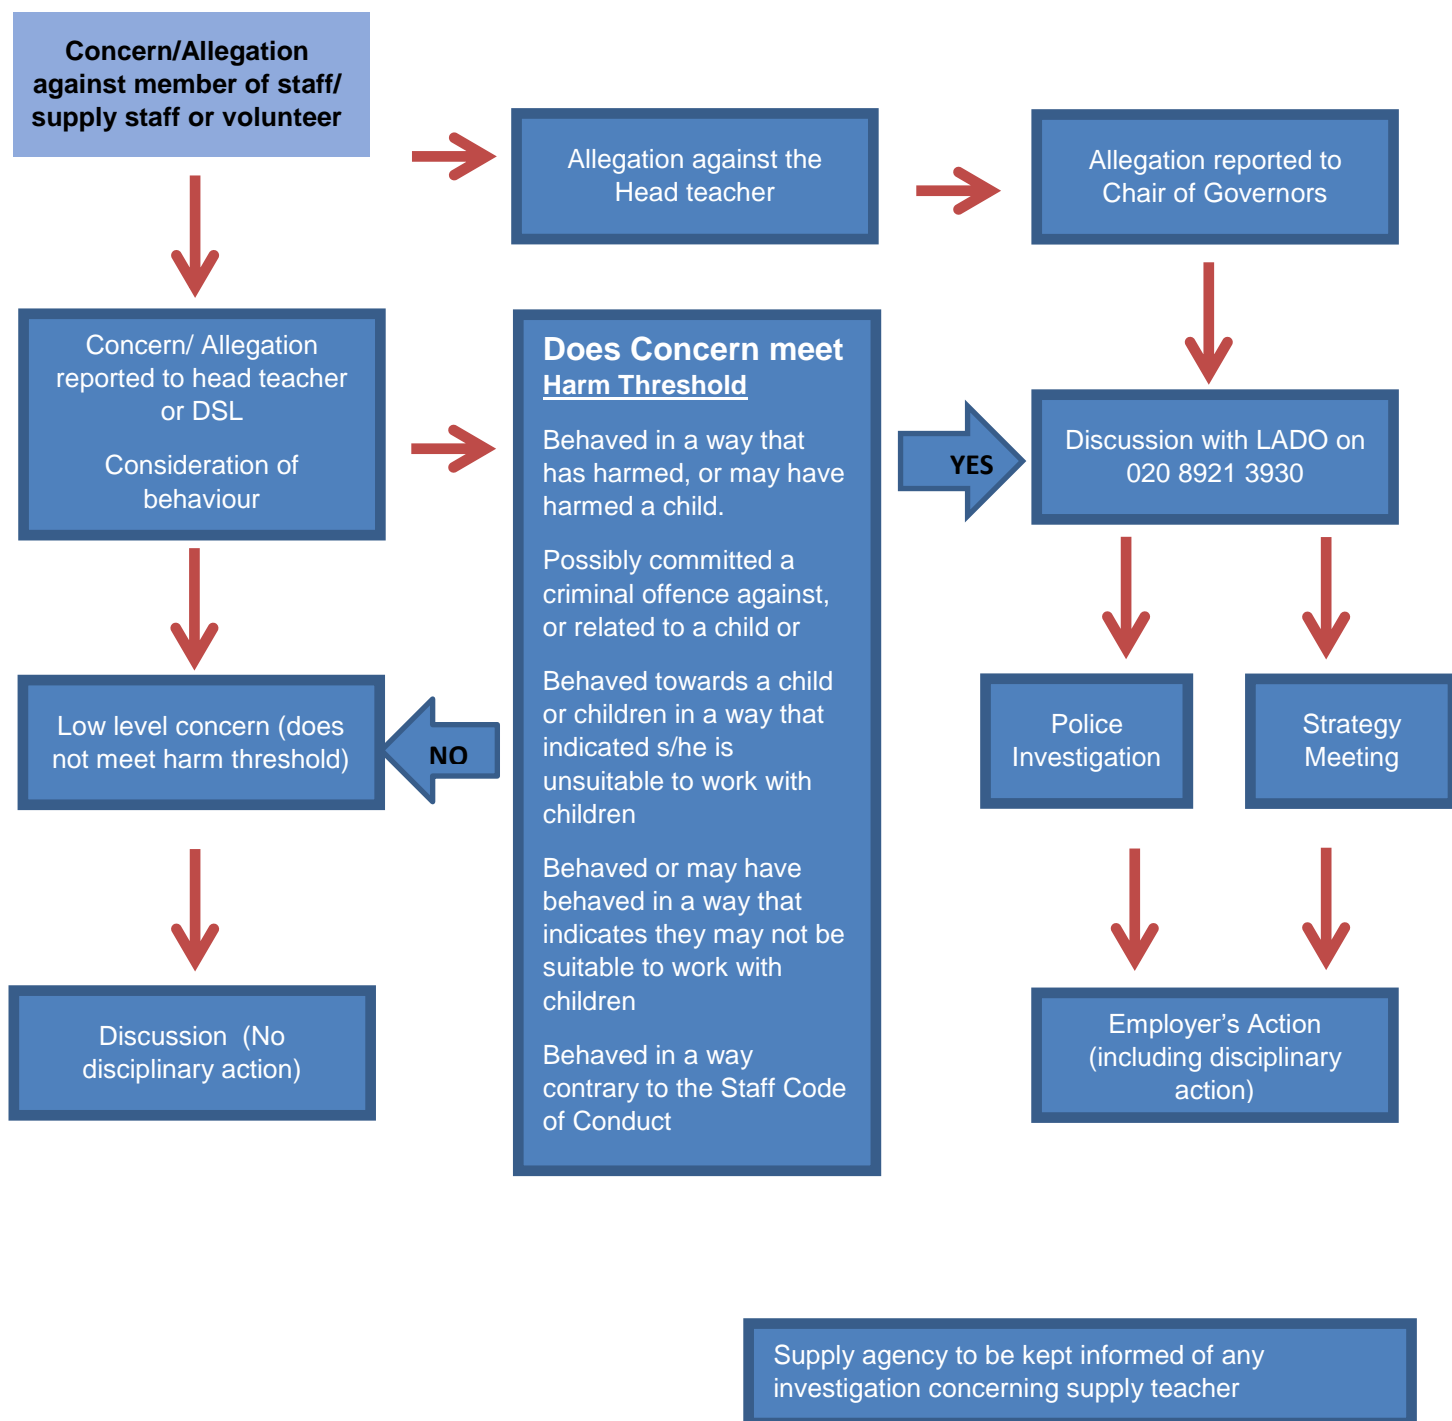 Concern/Allegation
against member of staff/
supply staff or volunteer
Allegation against the
Head teacher
Allegation reported to
Chair of Governors
Concern/ Allegation
reported to head teacher
or DSL
Consideration of
behaviour
Does Concern meet
Harm Threshold
Behaved in a way that
has harmed, or may have
harmed a child.
Possibly committed a
criminal offence against,
or related to a child or
Behaved towards a child
or children in a way that
indicated s/he is
unsuitable to work with
children
Behaved or may have
behaved in a way that
indicates they may not be
suitable to work with
children
Behaved in a way
contrary to the Staff Code
of Conduct
YES
Discussion with LADO on
020 8921 3930
NO
Low level concern (does
not meet harm threshold)
Police
Investigation
Strategy
Meeting
Discussion (No
disciplinary action)
Employer’s Action
(including disciplinary
action)
Supply agency to be kept informed of any
investigation concerning supply teacher